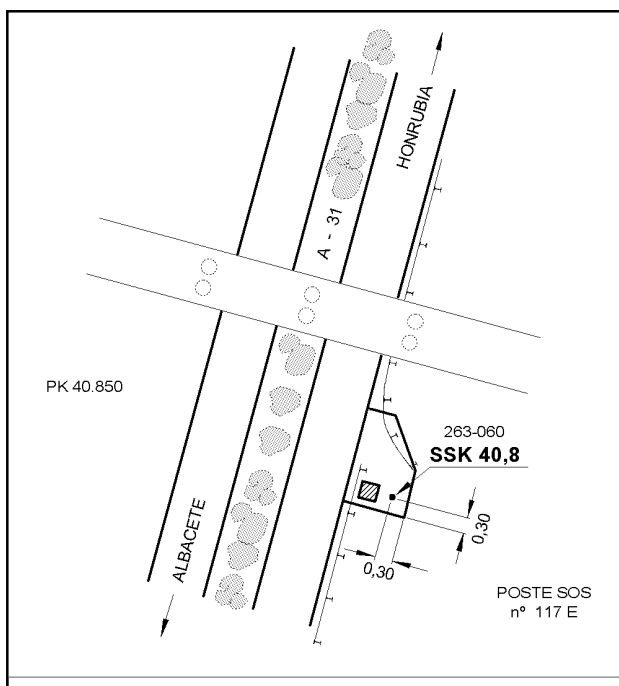 HONRUBIA
A - 31
PK 40.850
263-060
SSK 40,8
ALBACETE
0,30
0,30
POSTE SOS
nº 117 E